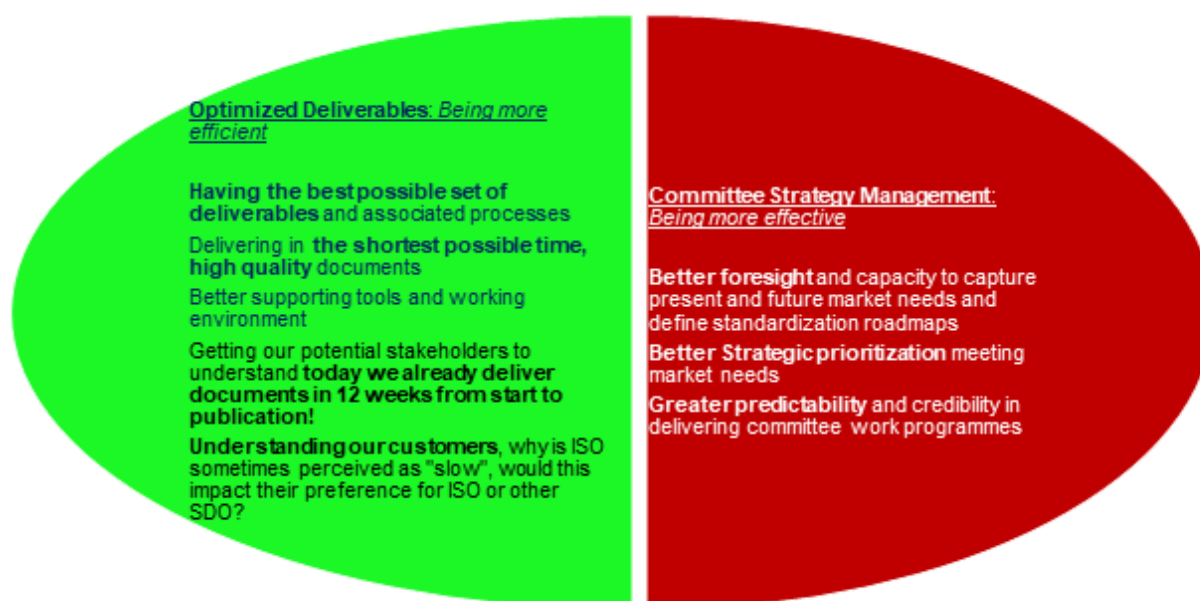 Optimized Deliverables: Being more
efficient
Having the best possible set of
deliverables and associated processes
Delivering in the shortest possible time,
high quality documents
Better supporting tools and working
environment
Getting our potential stakeholders to
understand today we already deliver
documents in 12 weeks from start to
publication!
Understanding our customers, why is ISO
sometimes perceived as "slow", would this
impact their preference for ISO or other
SDO?
Committee Strategy Management:
Being more effective
Better foresight and capacity to capture
present and future market needs and
define standardization roadmaps
Better Strategic prioritization meeting
market needs
Greater predictability and credibility in
delivering committee work programmes